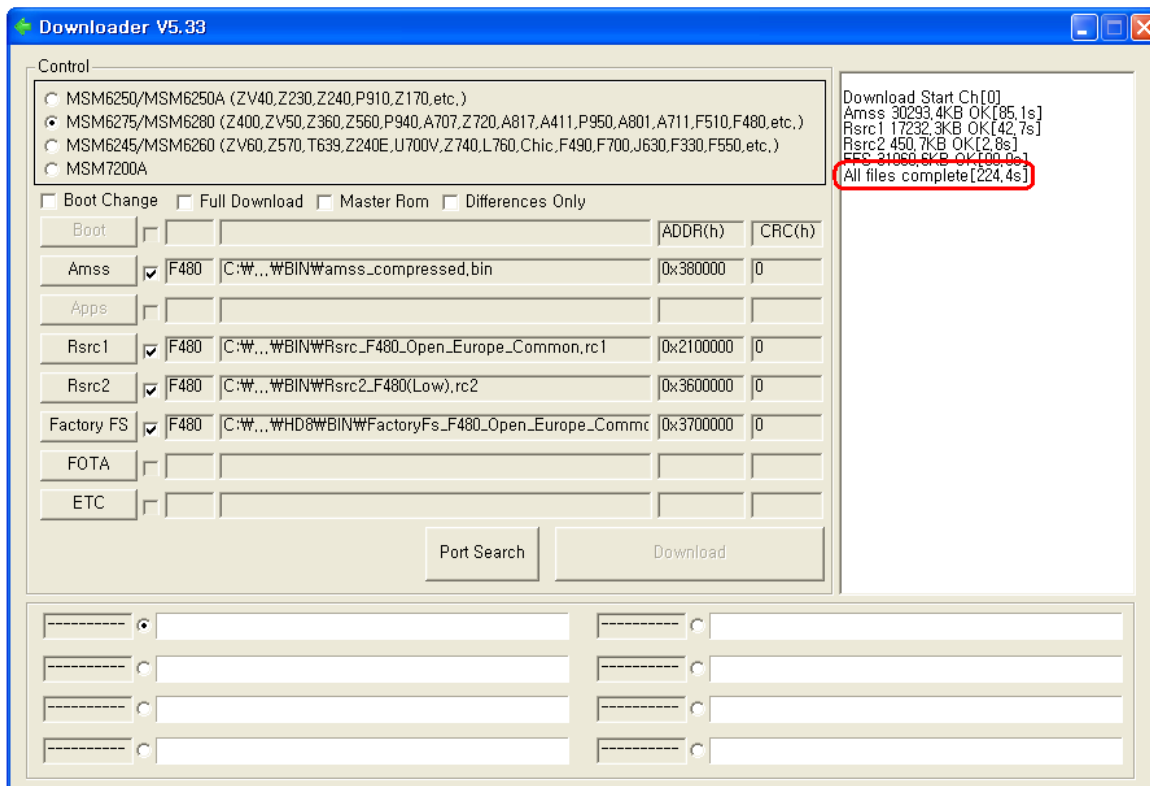 Downloader V5.33
Control
MSM6250/MSM6250A (ZV40,Z230,Z240,P910,Z170,etc.)
MSM6275/MSM6280 (Z400,ZV50,Z360,Z560,P940,A707,Z720,A817,A411,P950,A801,A711,F510,F480,etc.)
MSM6245/MSM6260 (ZV60,Z570,T639,Z240E,U700V,Z740,L760,Chic,F490,F700,J630,F330,F550,etc.)
MSM7200A
Boot Change Full Download Master Rom Differences Only
Boot ADDR(h) CRC(h)
Amss F480 C:₩...₩BIN₩amss_compressed.bin 0x380000 0
Apps
Rsrc1 F480 C:₩...₩BIN₩Rsrc_F480_Open_Europe_Common.rc1 0x2100000 0
Rsrc2 F480 C:₩...₩BIN₩Rsrc2_F480(Low).rc2 0x3600000 0
Factory FS F480 C:₩...₩HD8₩BIN₩FactoryFs_F480_Open_Europe_Commo 0x3700000 0
FOTA
ETC
Port Search Download
Download Start Ch[0]
Amss 30293.4KB OK[85.1s]
Rsrc1 17232.3KB OK[42.7s]
Rsrc2 450.7KB OK[2.8s]
All files complete[224.4s]
----------
----------
----------
----------
----------
----------
----------
----------